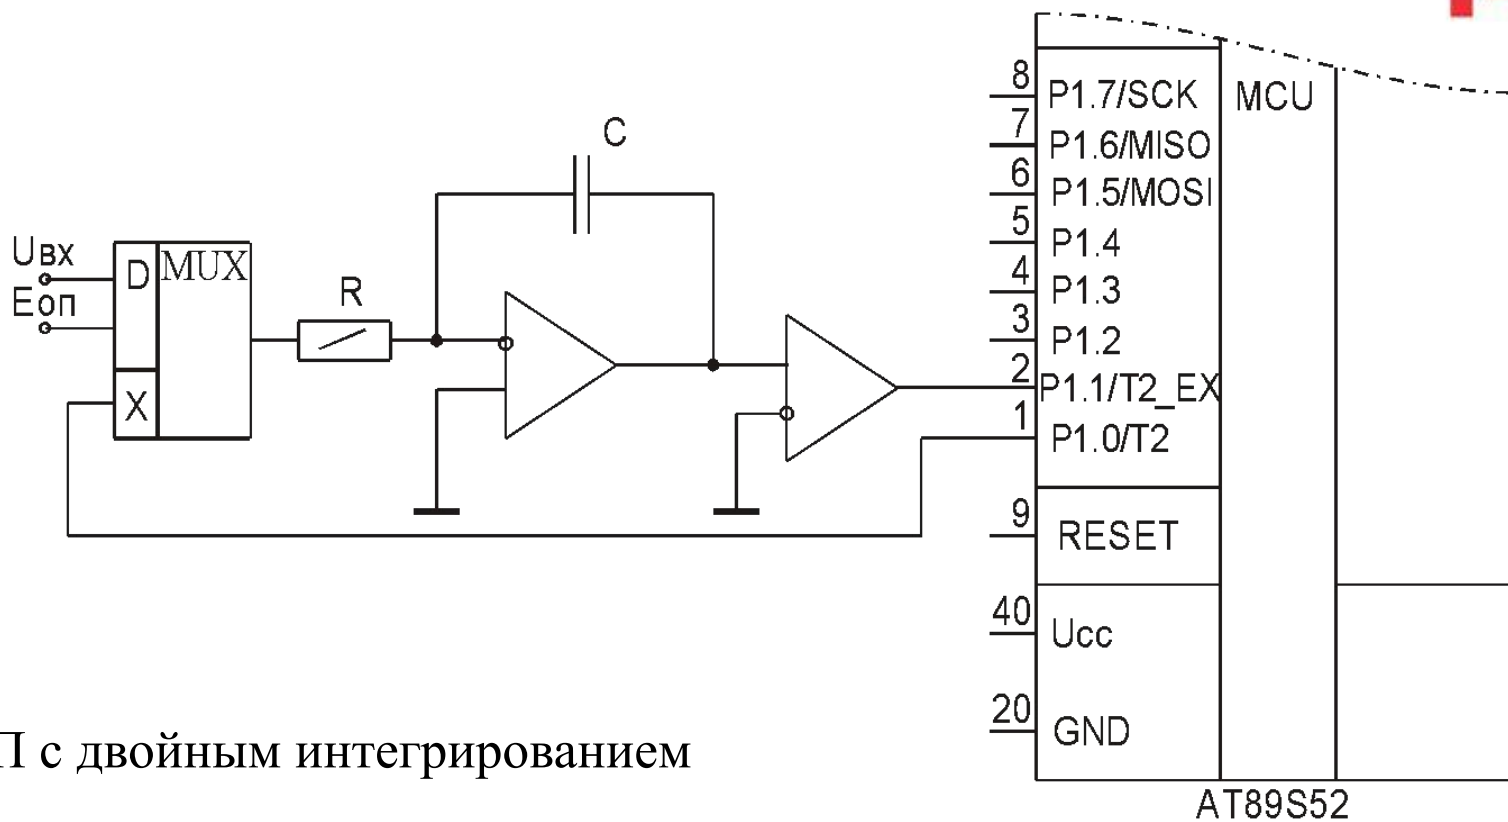 8 P1.7/SCK MCU
7 P1.6/MISO
6 P1.5/MOSI
5 P1.4
4 P1.3
3 P1.2
2 P1.1/T2_EX
1 P1.0/T2
9 RESET
40 Ucc
20 GND
AT89S52
C
Uвх
Eоп
D MUX
X
R
П с двойным интегрированием